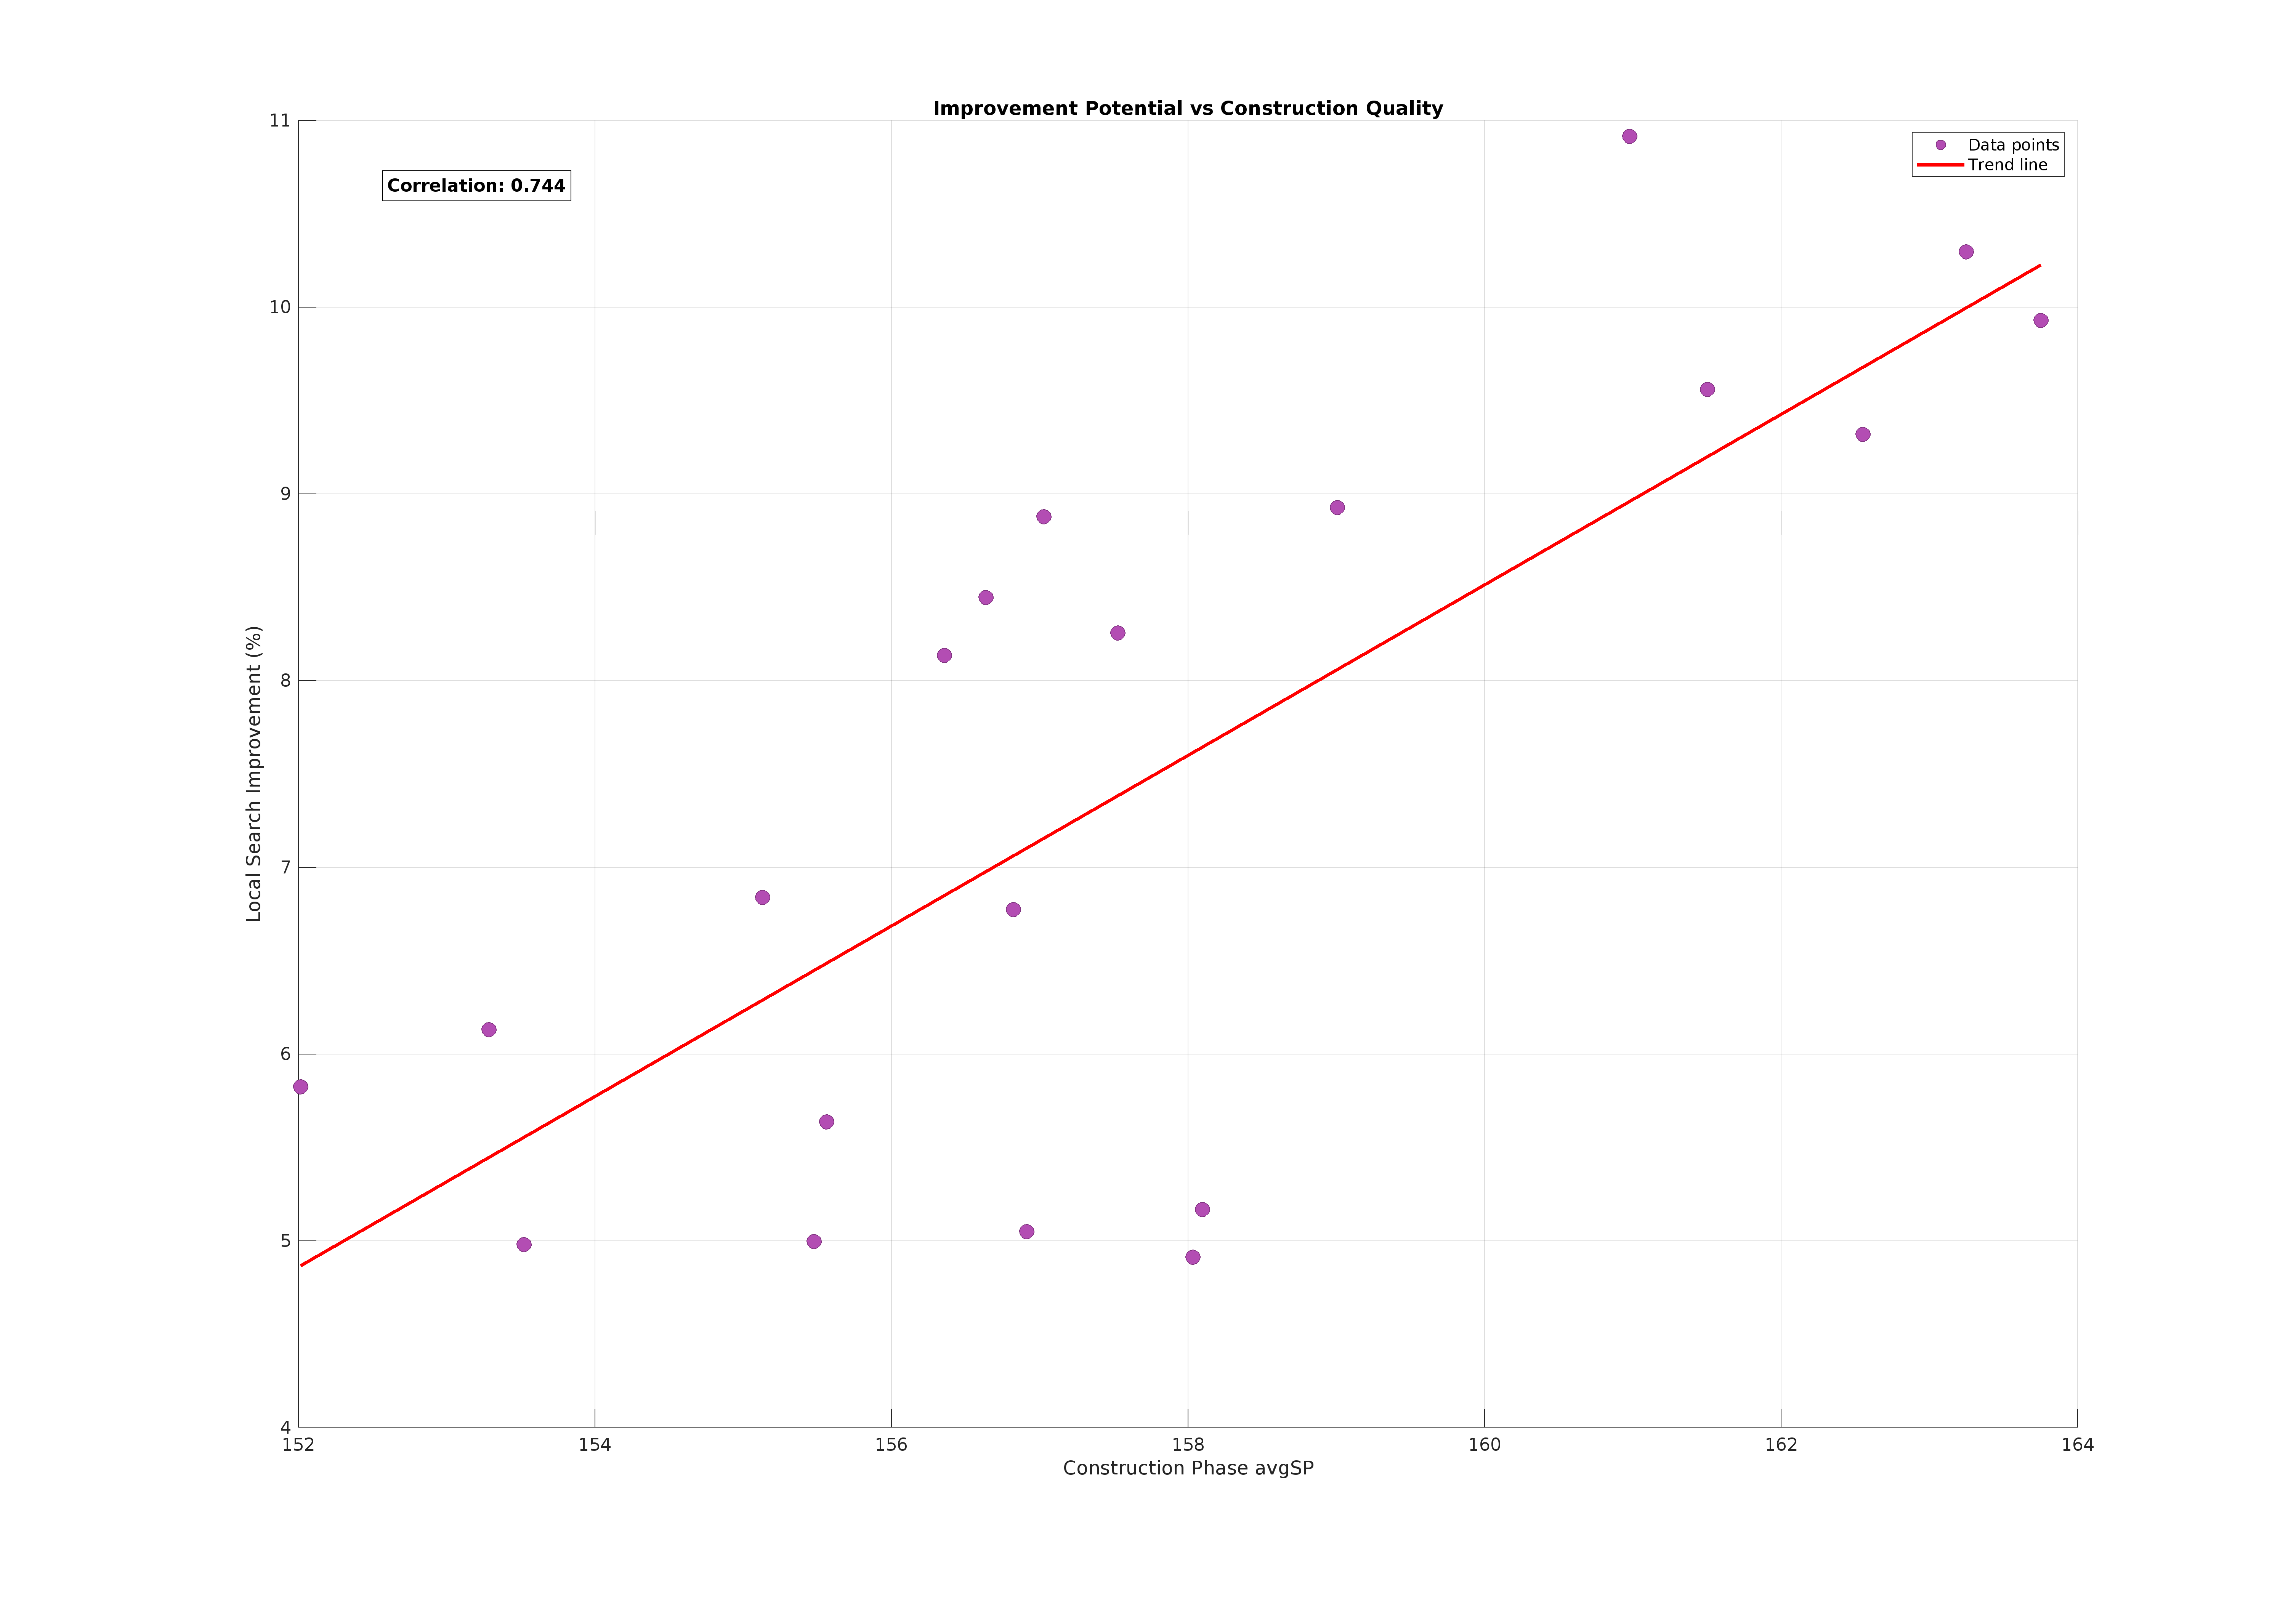 Improvement Potential vs Construction Quality
Correlation: 0.744
Data points
Trend line
11
10
9
8
7
6
5
4
Local Search Improvement (%)
152 154 156 158 160 162 164
Construction Phase avgSP